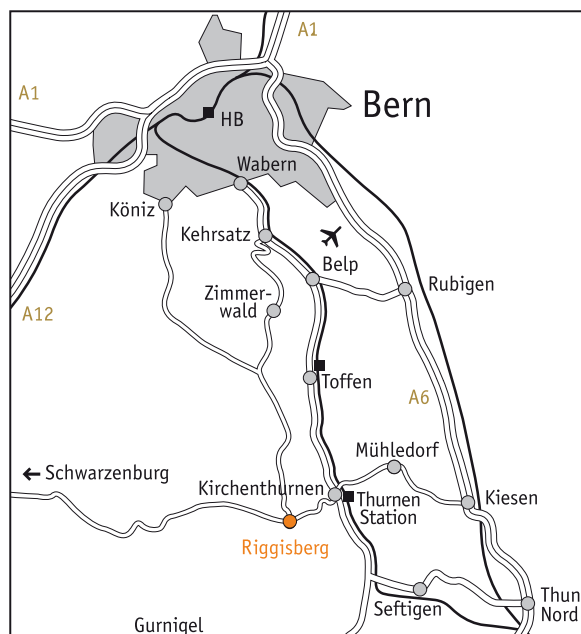 A1
A1
Bern
HB
Wabern
Köniz
Kehrsatz
Belp
Zimmer-
wald
Rubigen
A12
Toffen
A6
Mühledorf
← Schwarzenburg
Kirchenthurnen
Thurnen
Station
Kiesen
Riggisberg
Seftigen
Thun
Nord
Gurnigel